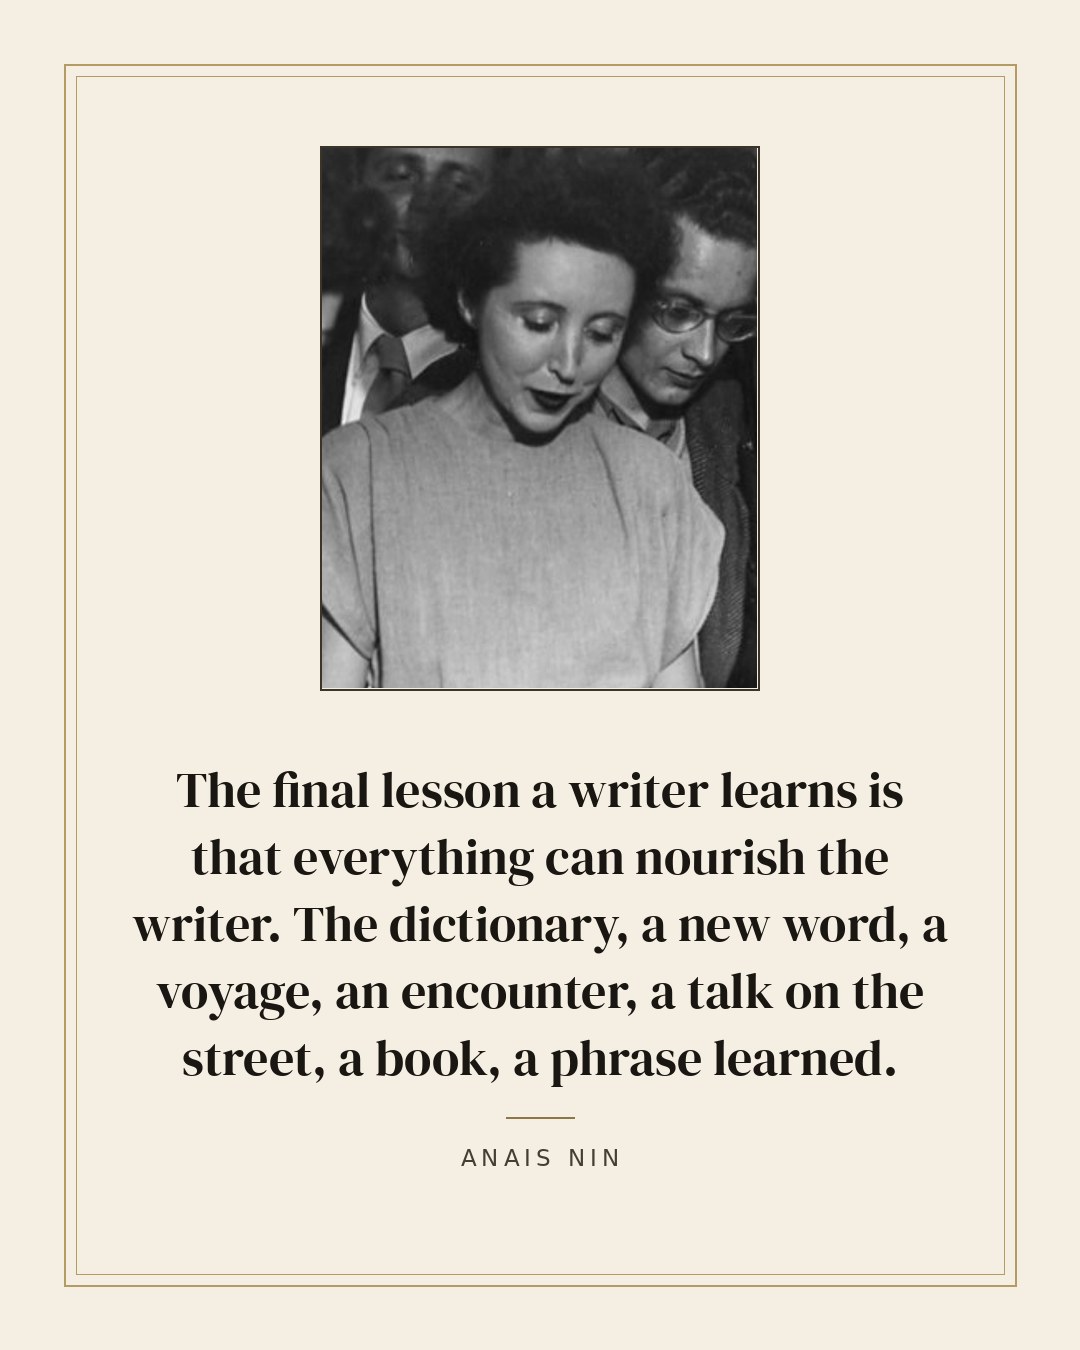 The final lesson a writer learns is
that everything can nourish the
writer. The dictionary, a new word, a
voyage, an encounter, a talk on the
street, a book, a phrase learned.
ANAIS NIN